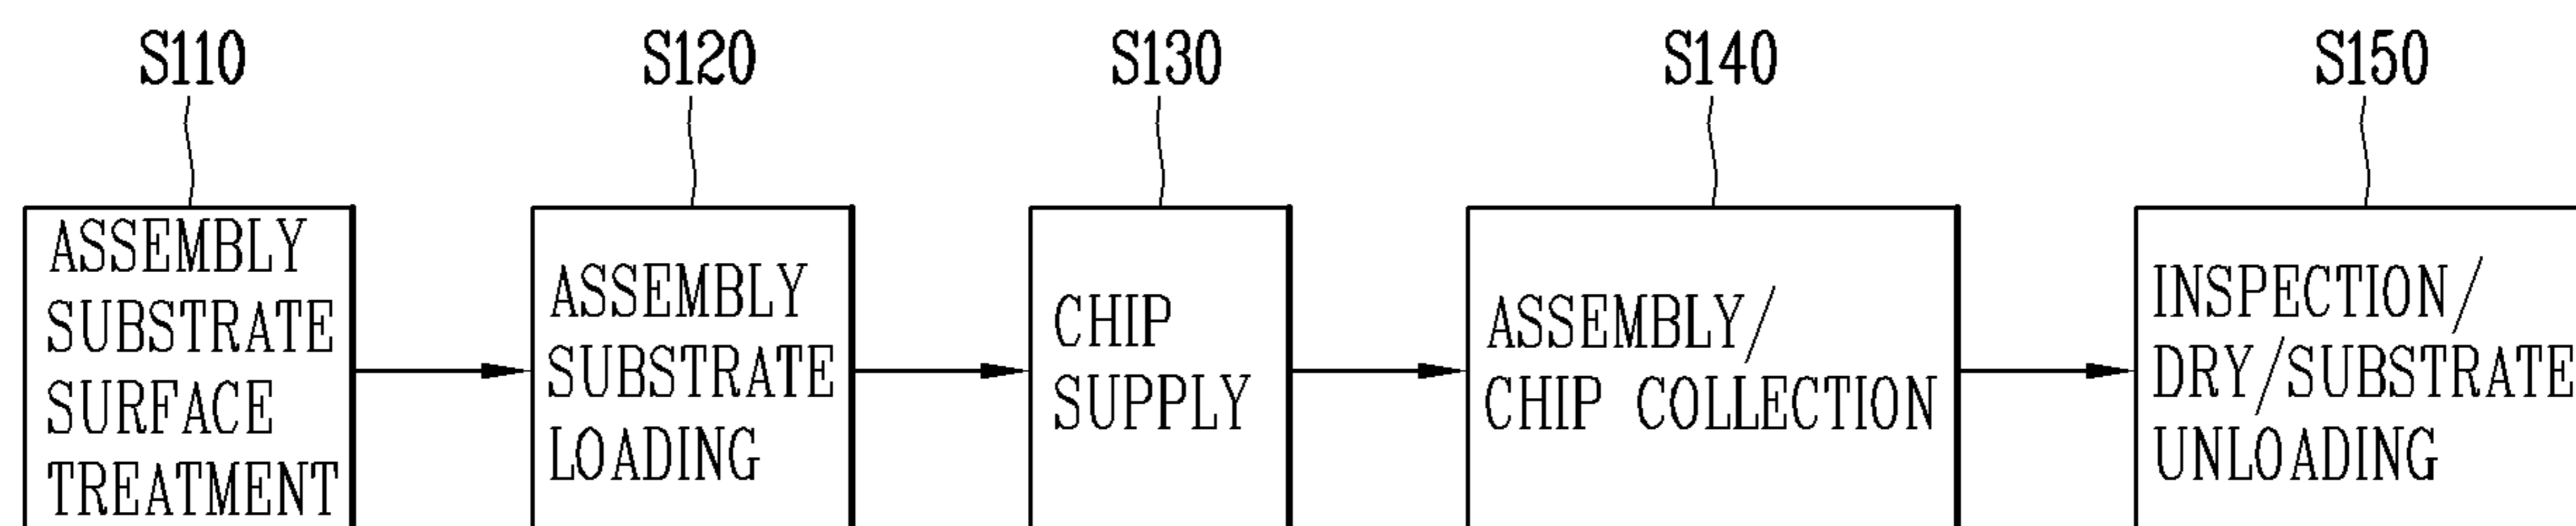 S110
S120
S130
S140
S150
ASSEMBLY
SUBSTRATE
SURFACE
TREATMENT
ASSEMBLY
SUBSTRATE
LOADING
CHIP
SUPPLY
ASSEMBLY/
CHIP COLLECTION
INSPECTION/
DRY/SUBSTRATE
UNLOADING